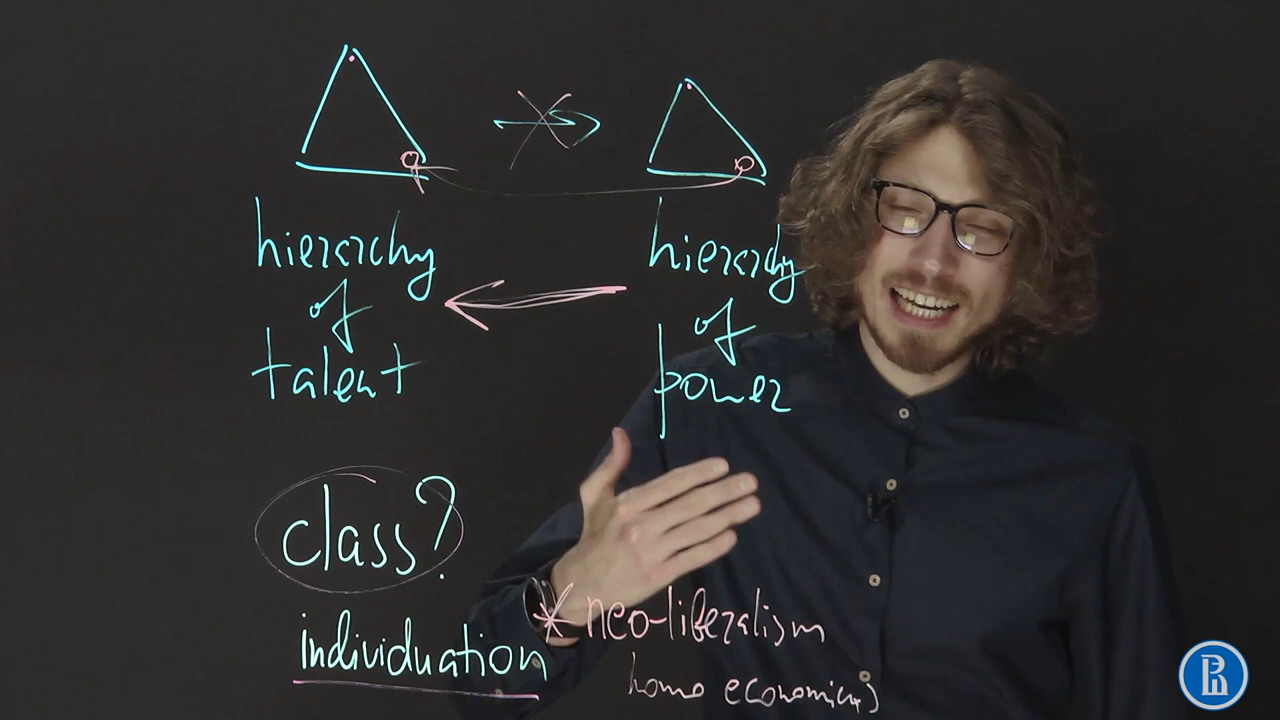 hierarchy
of
talent
hierarchy
of
power
class?
individuation
* neo-liberalism
homo economicus